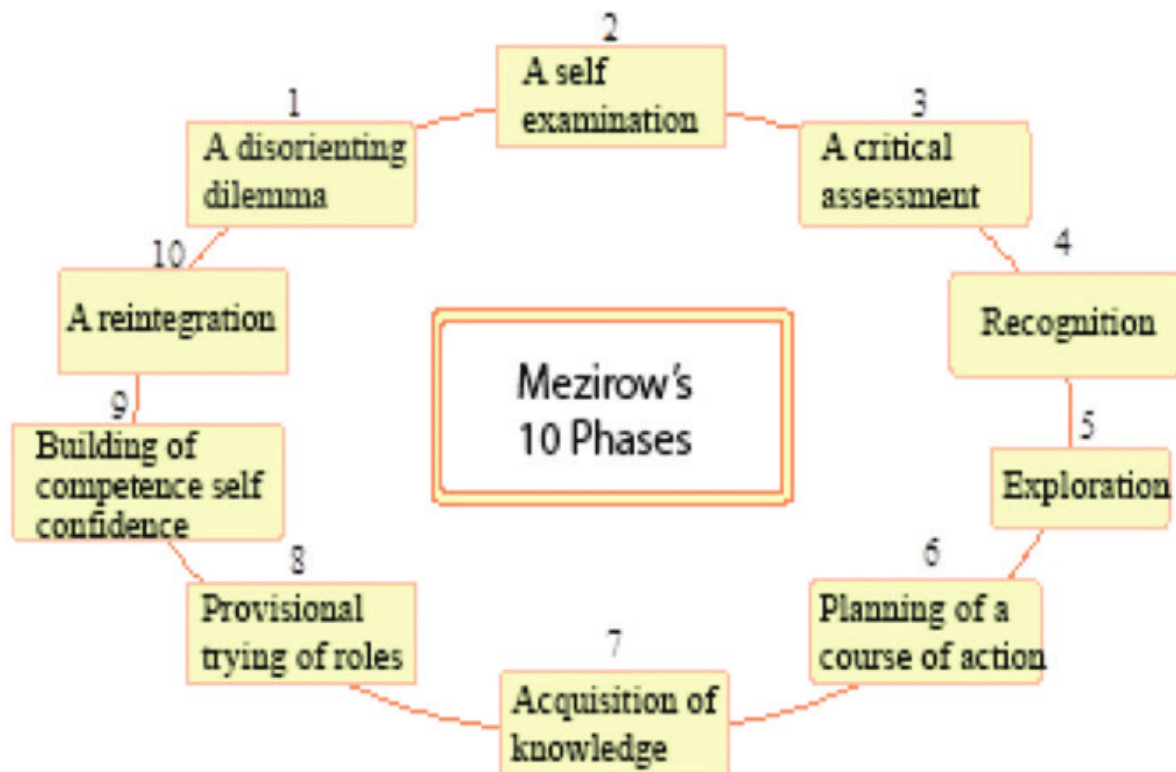 1
A disorienting
dilemma
2
A self
examination
3
A critical
assessment
4
Recognition
5
Exploration
6
Planning of a
course of action
7
Acquisition of
knowledge
8
Provisional
trying of roles
9
Building of
competence self
confidence
10
A reintegration
Mezirow's
10 Phases